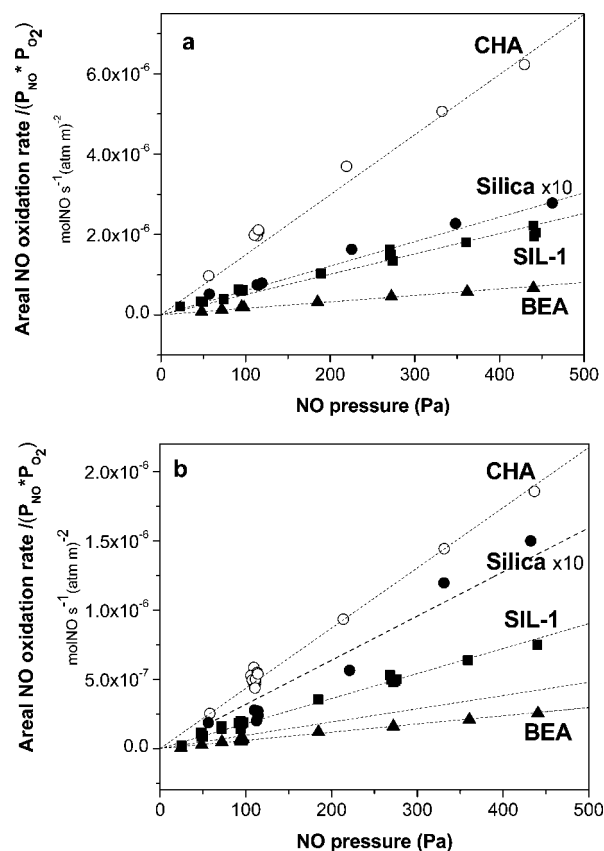 a
CHA
Silica x10
SIL-1
BEA
6.0x10-6
4.0x10-6
2.0x10-6
0.0
0 100 200 300 400 500
NO pressure (Pa)
Areal NO oxidation rate /(PNO* PO2)
molNO s-1(atm m)-2
b
CHA
Silica x10
SIL-1
BEA
2.0x10-6
1.5x10-6
1.0x10-6
5.0x10-7
0.0
0 100 200 300 400 500
NO pressure (Pa)
Areal NO oxidation rate /(PNO*PO2)
molNO s-1(atm m)-2